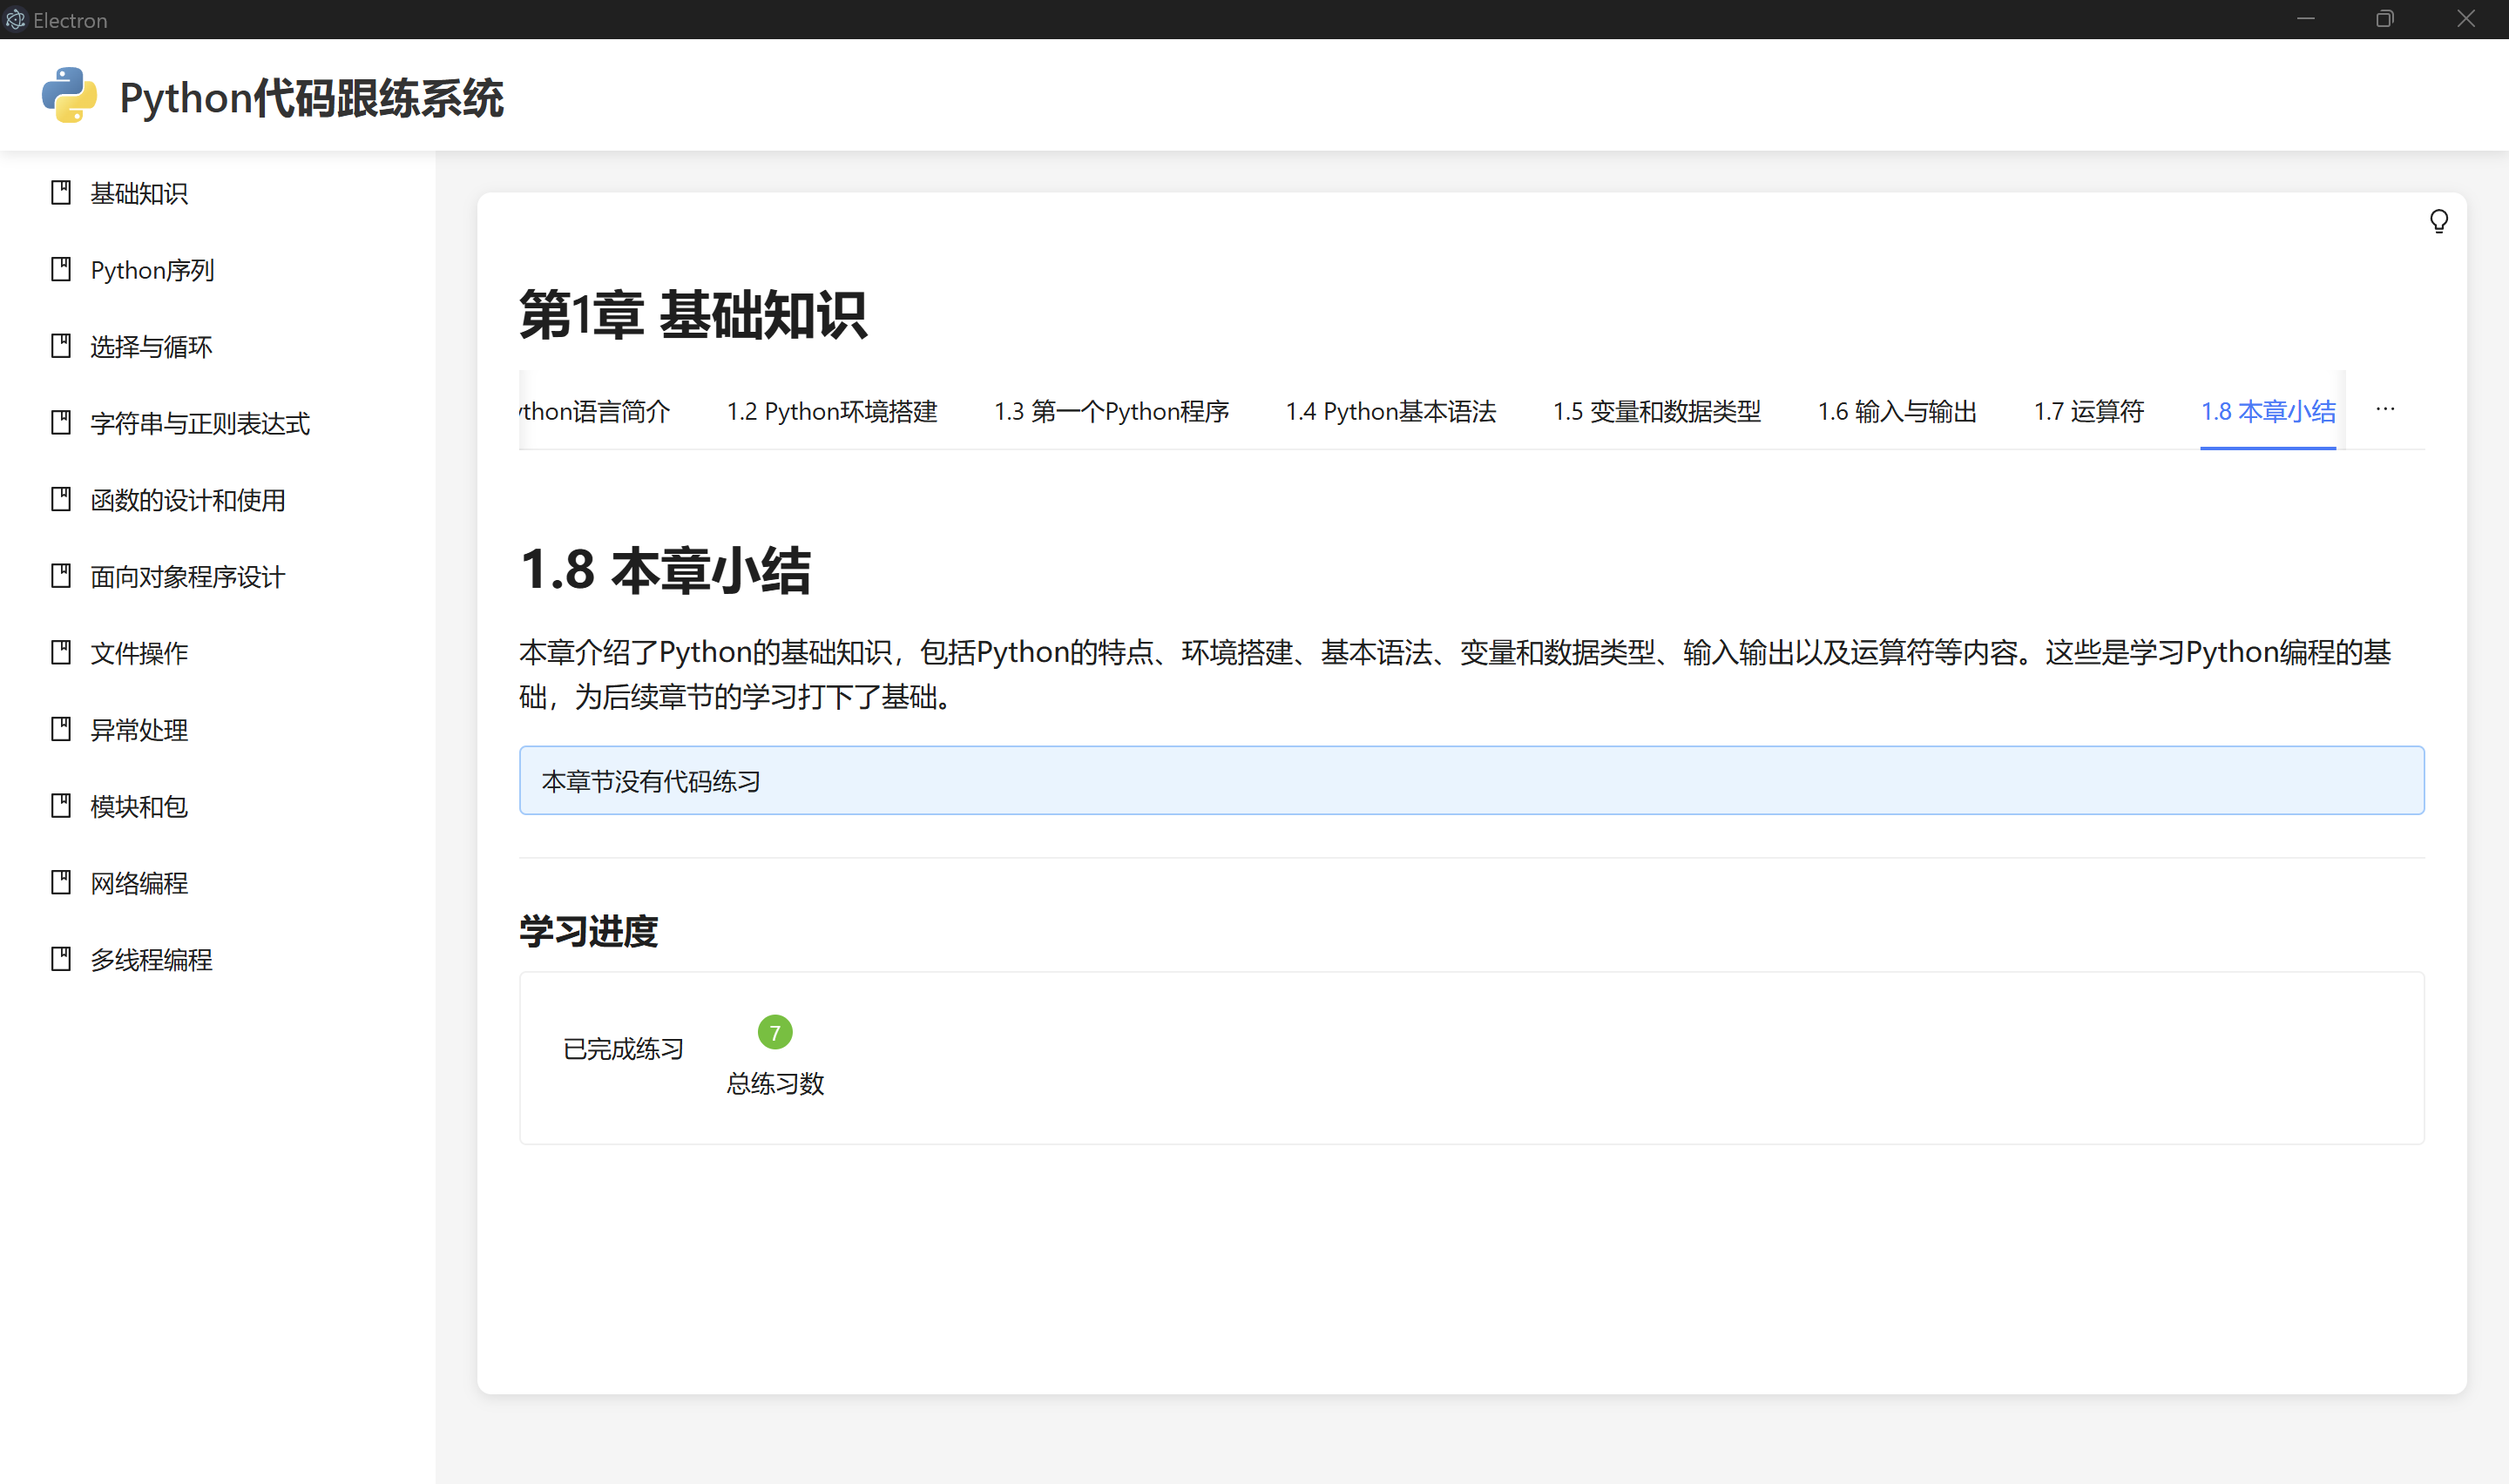 Electron
Python代码跟练系统
基础知识
Python序列
选择与循环
字符串与正则表达式
函数的设计和使用
面向对象程序设计
文件操作
异常处理
模块和包
网络编程
多线程编程
第1章 基础知识
ython语言简介 1.2 Python环境搭建 1.3 第一个Python程序 1.4 Python基本语法 1.5 变量和数据类型 1.6 输入与输出 1.7 运算符 1.8 本章小结 ...
1.8 本章小结
本章介绍了Python的基础知识，包括Python的特点、环境搭建、基本语法、变量和数据类型、输入输出以及运算符等内容。这些是学习Python编程的基
础，为后续章节的学习打下了基础。
本章节没有代码练习
学习进度
已完成练习
7
总练习数